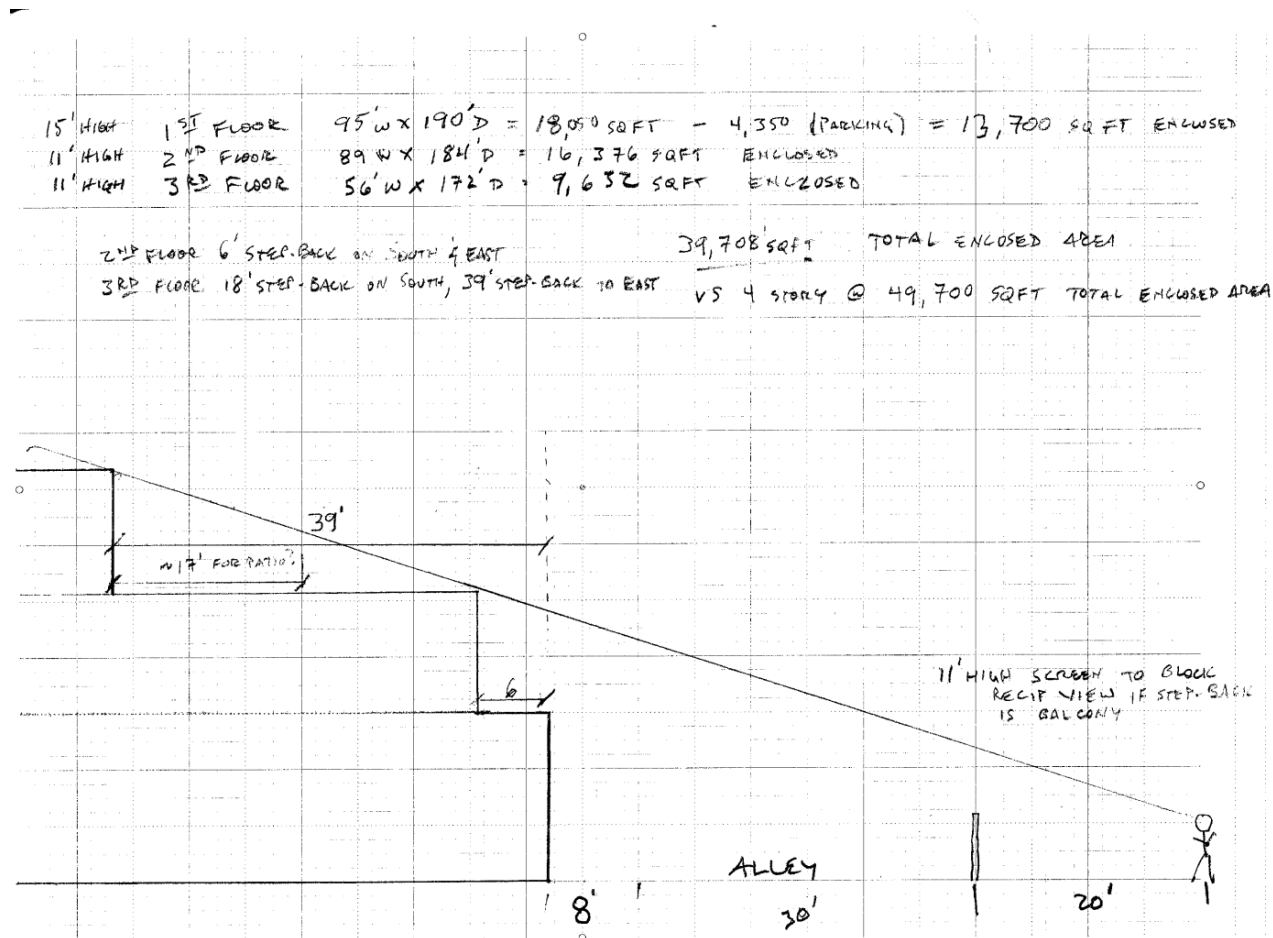 15' HIGH 1ST FLOOR 95'W X 190'D = 18,050 SQFT - 4,350 (PARKING) = 13,700 SQ FT ENCLOSED
11' HIGH 2ND FLOOR 89 W X 184'D = 16,376 SQFT ENCLOSED
11' HIGH 3RD FLOOR 56'W X 172'D = 9,632 SQFT ENCLOSED
2ND FLOOR 6' STEP-BACK ON SOUTH & EAST
39,708 SQFT TOTAL ENCLOSED AREA
3RD FLOOR 18' STEP-BACK ON SOUTH, 39' STEP-BACK TO EAST
VS 4 STORY @ 49,700 SQFT TOTAL ENCLOSED AREA
39'
~17' FOR PATIO?
6
11' HIGH SCREEN TO BLOCK
RECIP VIEW IF STEP-BACK
IS BALCONY
ALLEY
8'
30'
20'